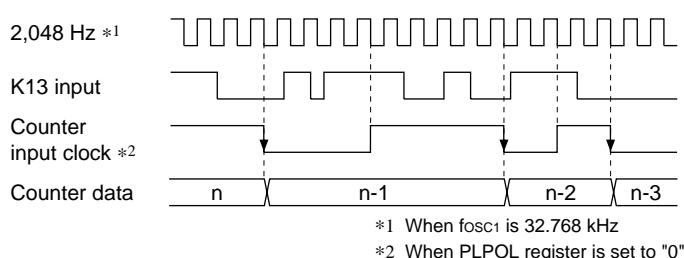 2,048 Hz *1
K13 input
Counter
input clock *2
Counter data n n-1 n-2 n-3
*1 When fOSC1 is 32.768 kHz
*2 When PLPOL register is set to "0"